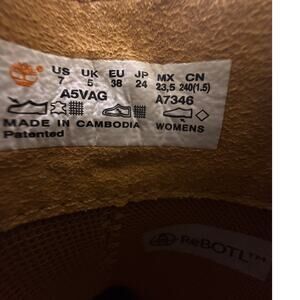 US UK EU JP MX CN
7 5 38 24 23,5 240(1.5)
A5VAG A7346
MADE IN CAMBODIA WOMENS
Patented
ReBOTL™